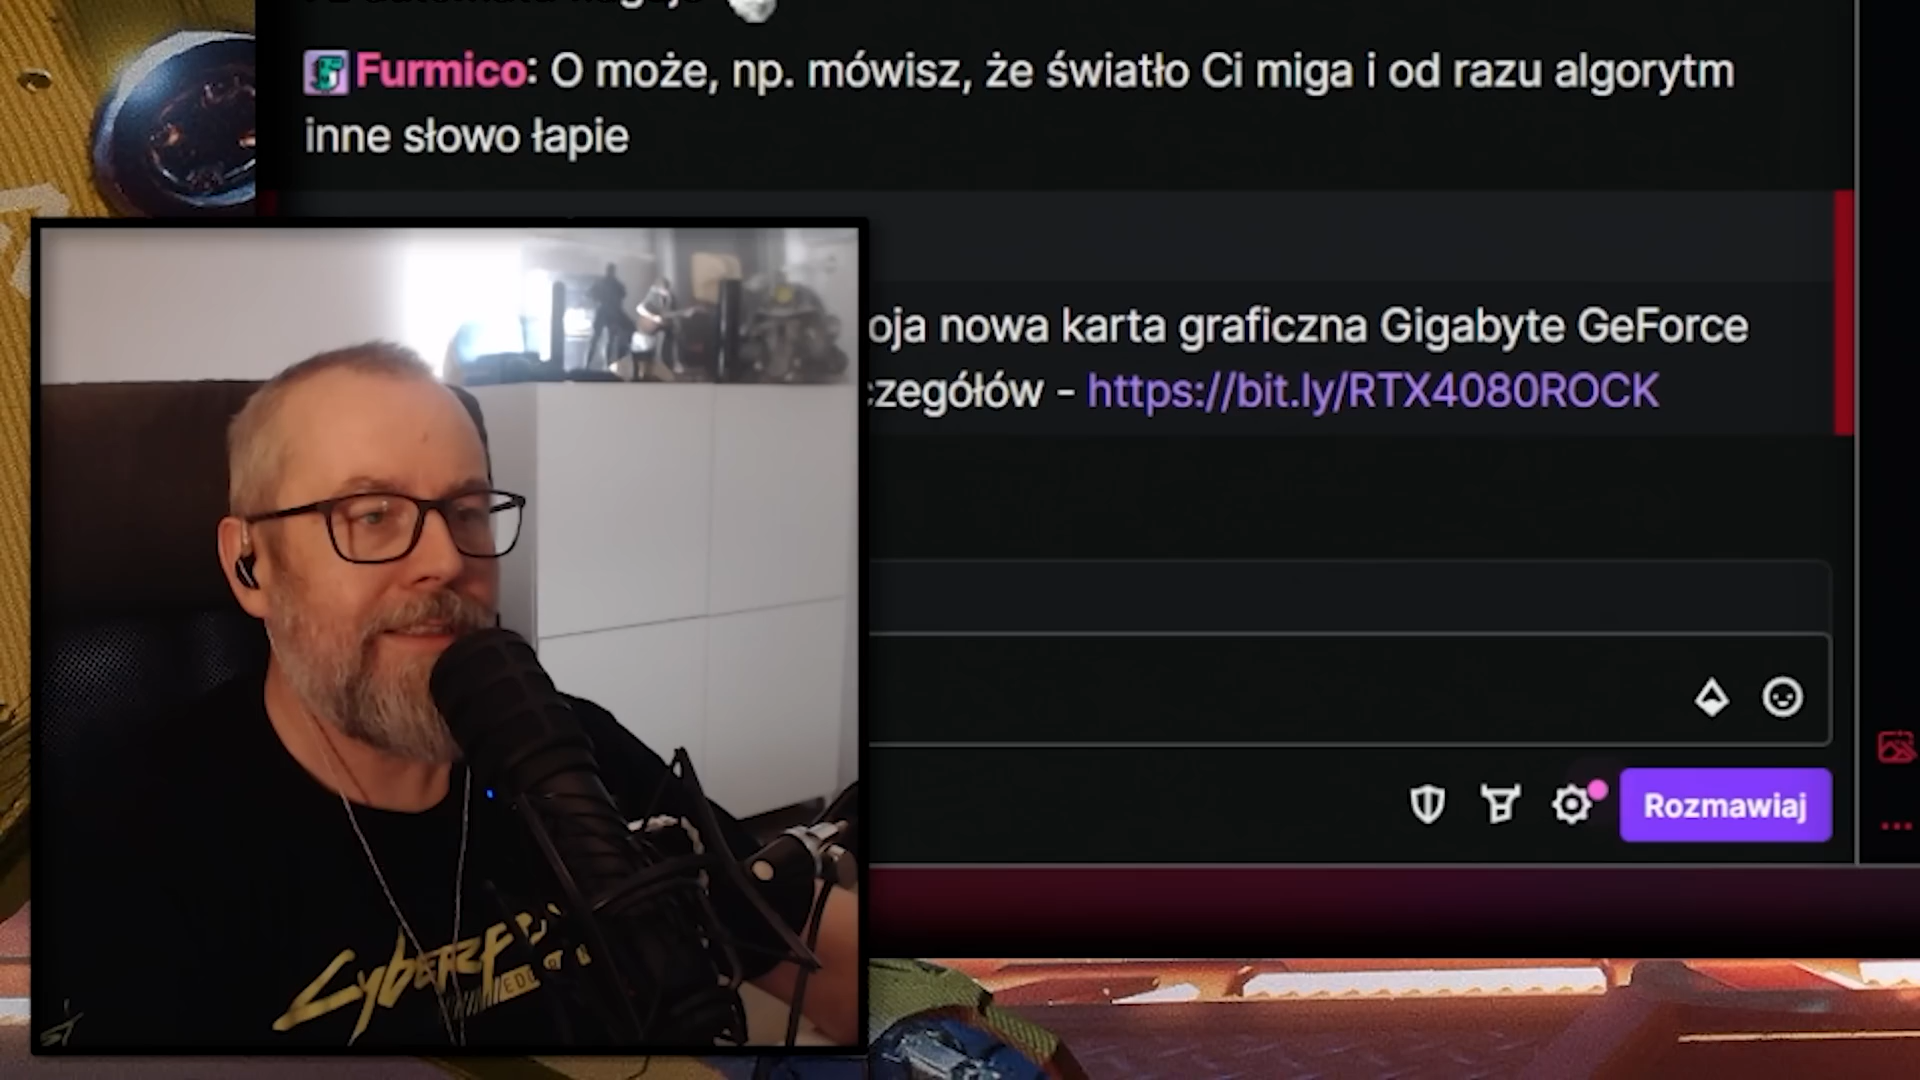 Furmico: O może, np. mówisz, że światło Ci miga i od razu algorytm
inne słowo łapie
oja nowa karta graficzna Gigabyte GeForce
czegółów - https://bit.ly/RTX4080ROCK
Rozmawiaj